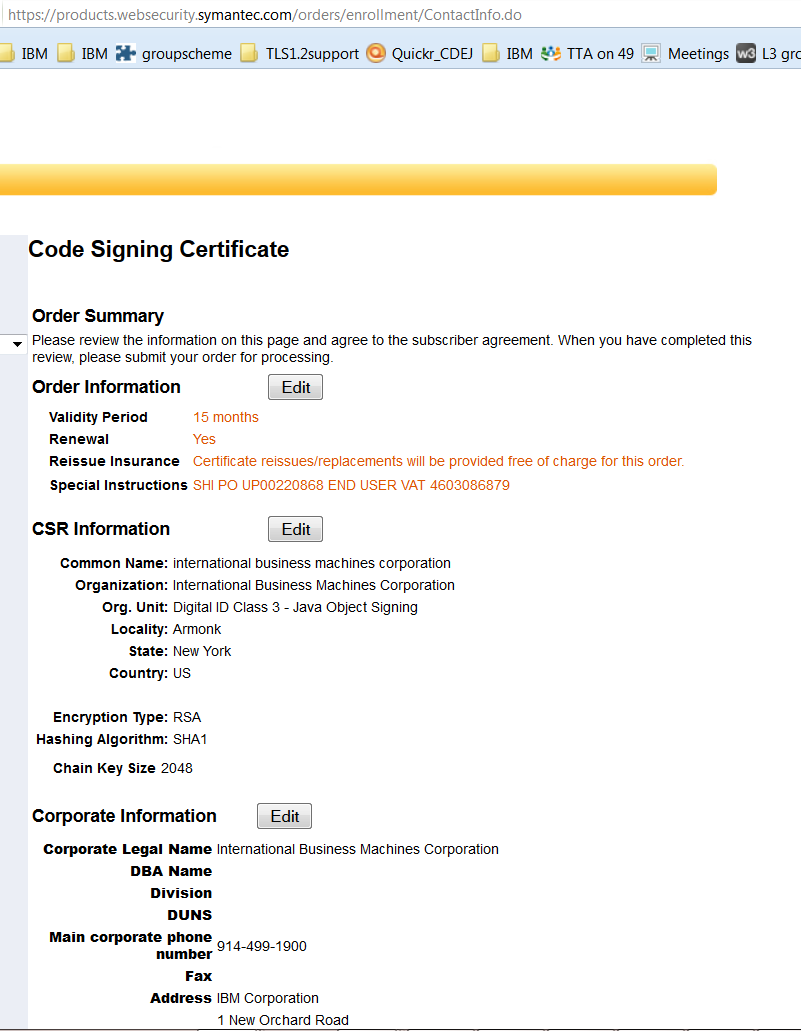 https://products.websecurity.symantec.com/orders/enrollment/ContactInfo.do
IBM IBM groupscheme TLS1.2support Quickr_CDEJ IBM TTA on 49 Meetings w3 L3 gro
Code Signing Certificate
Order Summary
Please review the information on this page and agree to the subscriber agreement. When you have completed this
review, please submit your order for processing.
Order Information Edit
Validity Period 15 months
Renewal Yes
Reissue Insurance Certificate reissues/replacements will be provided free of charge for this order.
Special Instructions SHI PO UP00220868 END USER VAT 4603086879
CSR Information Edit
Common Name: international business machines corporation
Organization: International Business Machines Corporation
Org. Unit: Digital ID Class 3 - Java Object Signing
Locality: Armonk
State: New York
Country: US
Encryption Type: RSA
Hashing Algorithm: SHA1
Chain Key Size 2048
Corporate Information Edit
Corporate Legal Name International Business Machines Corporation
DBA Name
Division
DUNS
Main corporate phone
number 914-499-1900
Fax
Address IBM Corporation
1 New Orchard Road